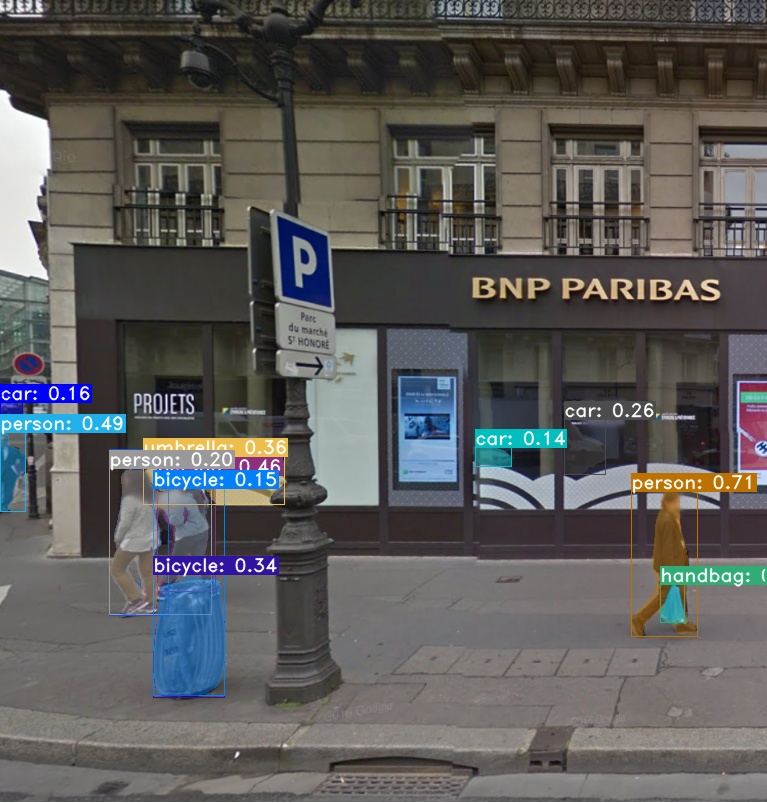 P
BNP PARIBAS
Parc
du marché
St HONORÉ
PROJETS
car: 0.16
car: 0.26
person: 0.49
car: 0.14
umbrella: 0.36
person: 0.20
0.46
bicycle: 0.15
person: 0.71
bicycle: 0.34
handbag: (